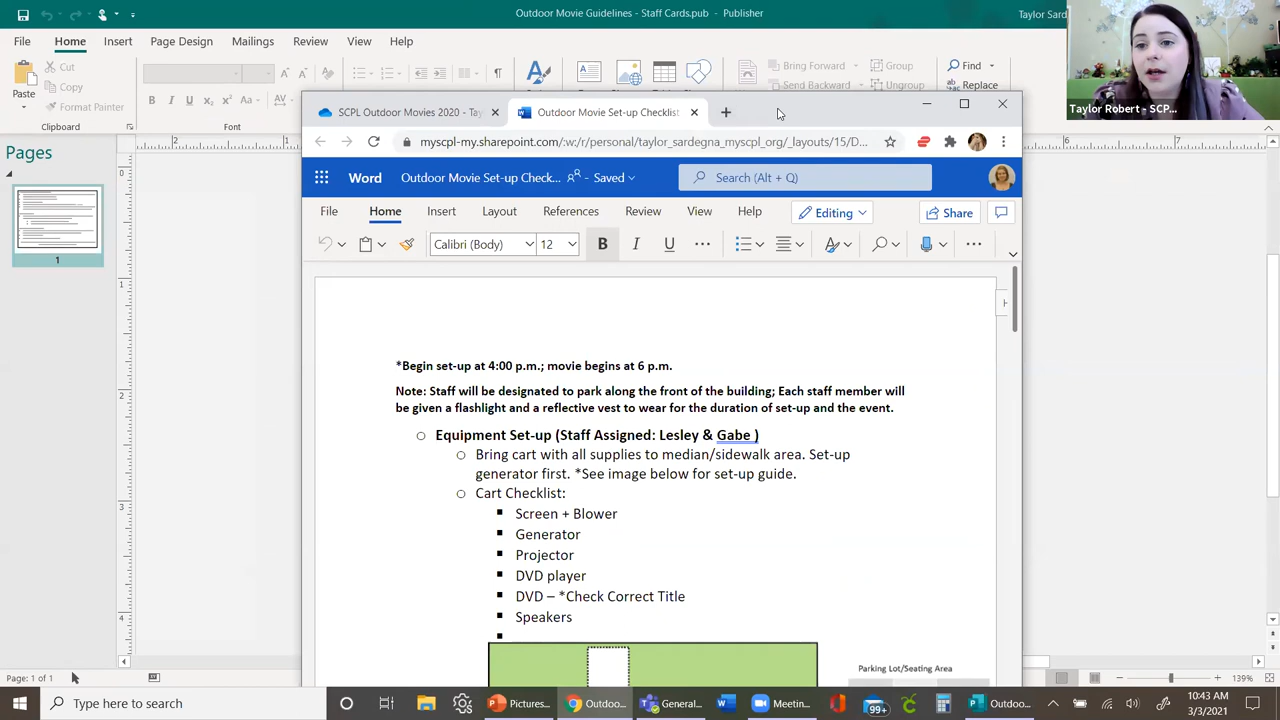 Outdoor Movie Guidelines - Staff Cards.pub - Publisher
Taylor Sard
File Home Insert Page Design Mailings Review View Help
Paste
Cut
Copy
Format Painter
Clipboard
Font
Bring Forward
Send Backward
Group
Find
Replace
Taylor Robert - SCP...
Pages
1
SCPL Outdoor Movies 2020 - Tay
Outdoor Movie Set-up Checklist
myscpl-my.sharepoint.com/:w:/r/personal/taylor_sardegna_myscpl_org/_layouts/15/D...
Word
Outdoor Movie Set-up Check...
Saved
Search (Alt + Q)
File Home Insert Layout References Review View Help
Editing
Share
Calibri (Body)
12
B I U
*Begin set-up at 4:00 p.m.; movie begins at 6 p.m.
Note: Staff will be designated to park along the front of the building; Each staff member will
be given a flashlight and a reflective vest to wear for the duration of set-up and the event.
Equipment Set-up (Staff Assigned: Lesley & Gabe )
Bring cart with all supplies to median/sidewalk area. Set-up
generator first. *See image below for set-up guide.
Cart Checklist:
Screen + Blower
Generator
Projector
DVD player
DVD – *Check Correct Title
Speakers
Parking Lot/Seating Area
Page: 1 of 1
139%
Type here to search
Pictures...
Outdoo...
General...
Meetin...
99+
Outdoo...
10:43 AM
3/3/2021